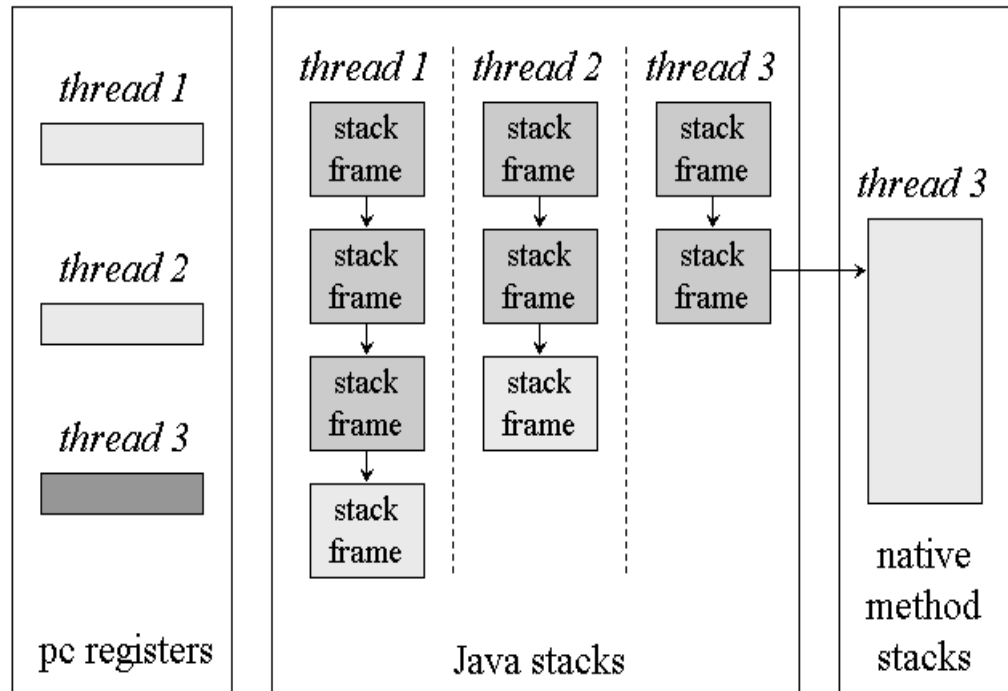 thread 1
thread 2
thread 3
pc registers
thread 1
thread 2
thread 3
stack
frame
stack
frame
stack
frame
stack
frame
stack
frame
stack
frame
stack
frame
stack
frame
stack
frame
Java stacks
thread 3
native
method
stacks